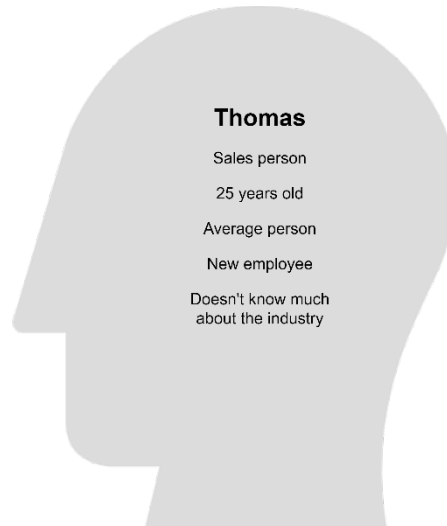 Thomas
Sales person
25 years old
Average person
New employee
Doesn't know much
about the industry